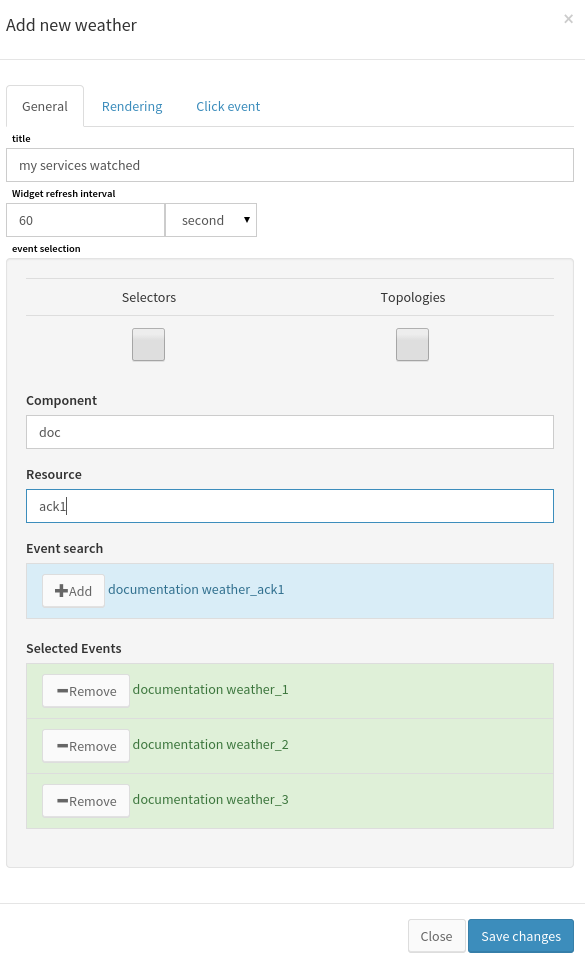 Add new weather
×
General Rendering Click event
title
my services watched
Widget refresh interval
60 second
event selection
Selectors Topologies
Component
doc
Resource
ack1
Event search
Add documentation weather_ack1
Selected Events
Remove documentation weather_1
Remove documentation weather_2
Remove documentation weather_3
Close Save changes